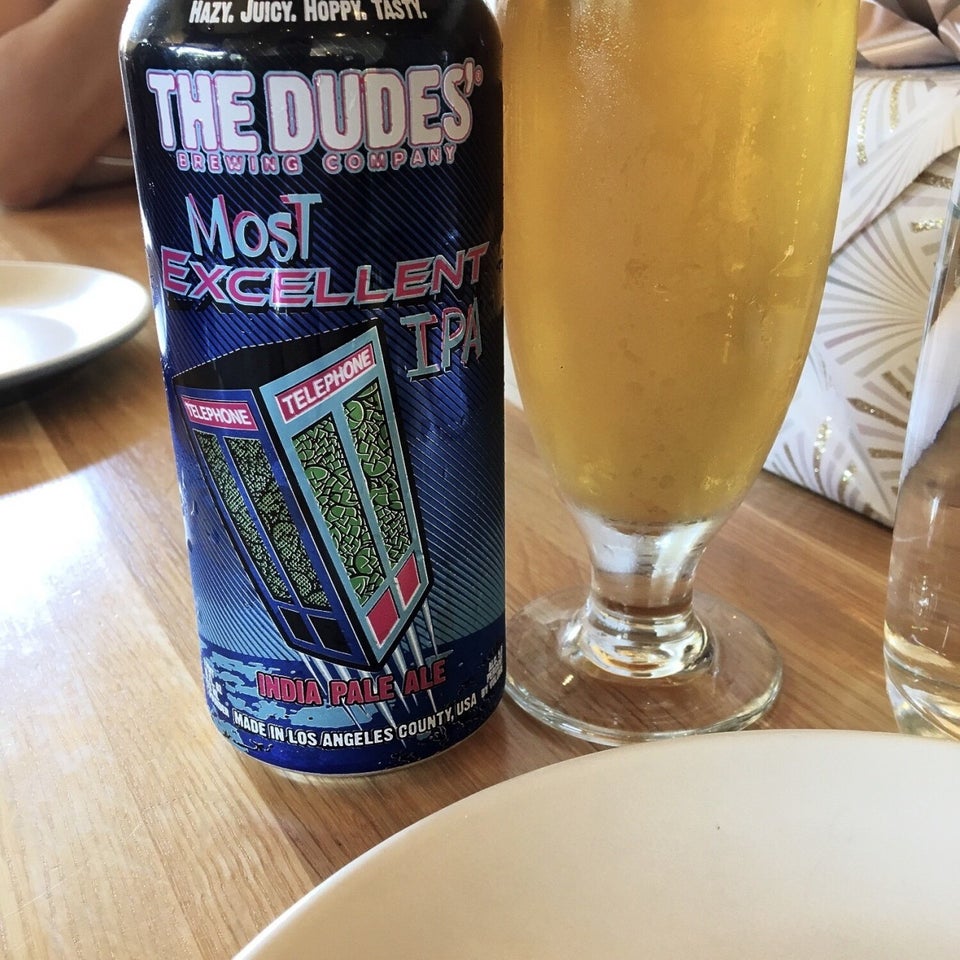 HAZY. JUICY. HOPPY. TASTY.
THE DUDES'®
BREWING COMPANY
MOST
EXCELLENT
IPA
TELEPHONE
TELEPHONE
INDIA PALE ALE
MADE IN LOS ANGELES COUNTY, USA